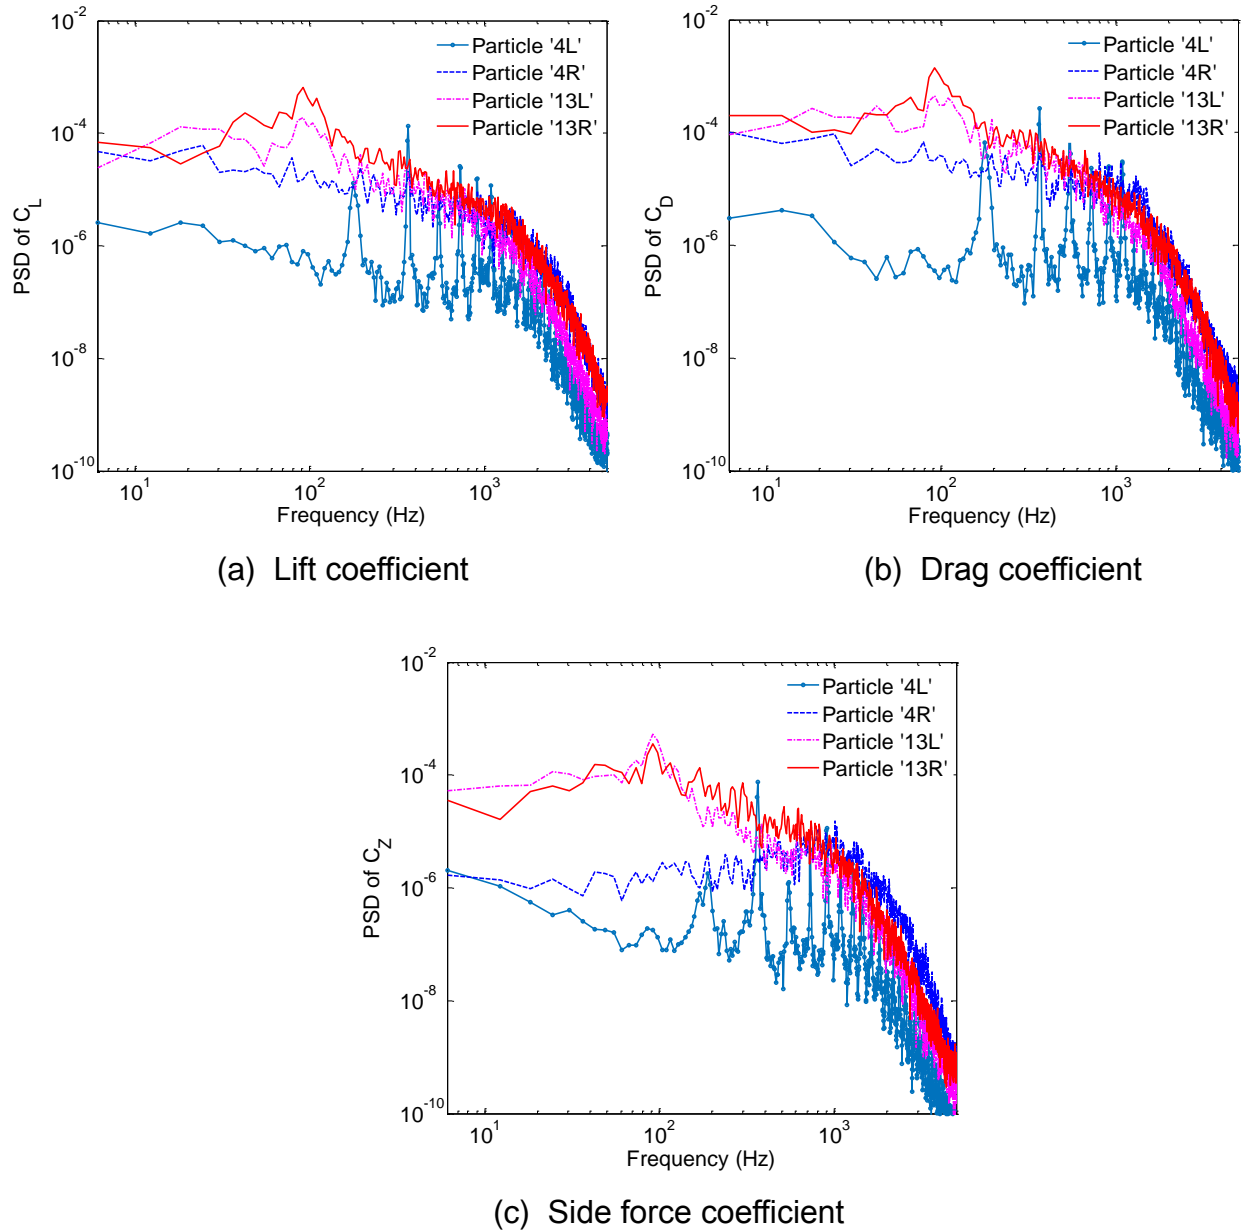 10^-2
10^-4
10^-6
10^-8
10^-10
PSD of C_L
Particle '4L'
Particle '4R'
Particle '13L'
Particle '13R'
10^1
10^2
10^3
Frequency (Hz)
(a) Lift coefficient
10^-2
10^-4
10^-6
10^-8
10^-10
PSD of C_D
Particle '4L'
Particle '4R'
Particle '13L'
Particle '13R'
10^1
10^2
10^3
Frequency (Hz)
(b) Drag coefficient
10^-2
10^-4
10^-6
10^-8
10^-10
PSD of C_Z
Particle '4L'
Particle '4R'
Particle '13L'
Particle '13R'
10^1
10^2
10^3
Frequency (Hz)
(c) Side force coefficient